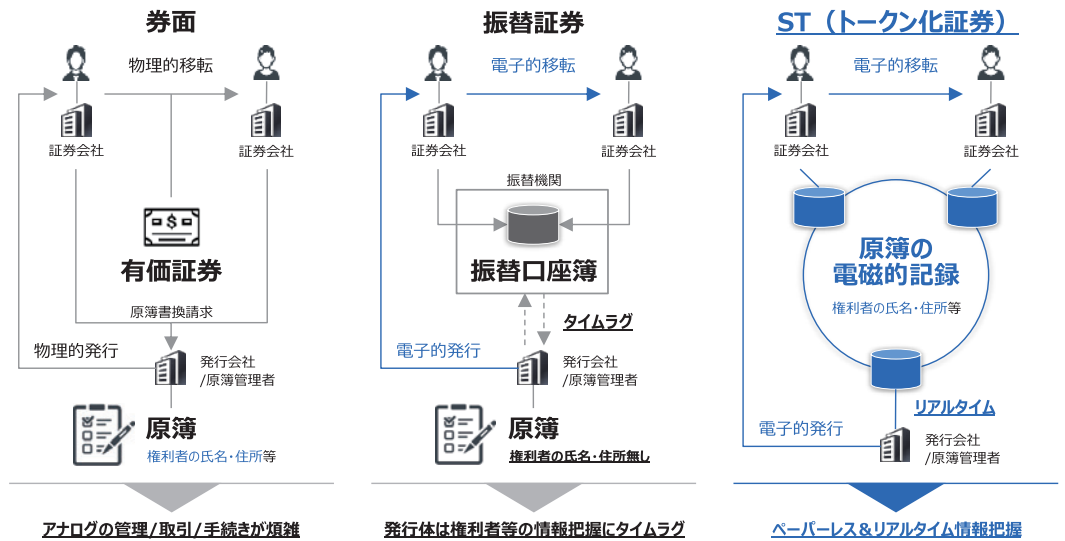 券面
物理的移転
証券会社
証券会社
有価証券
原簿書換請求
物理的発行
発行会社
/原簿管理者
原簿
権利者の氏名・住所等
アナログの管理/取引/手続きが煩雑
振替証券
電子的移転
証券会社
証券会社
振替機関
振替口座簿
タイムラグ
電子的発行
発行会社
/原簿管理者
原簿
権利者の氏名・住所無し
発行体は権利者等の情報把握にタイムラグ
ST（トークン化証券）
電子的移転
証券会社
証券会社
原簿の
電磁的記録
権利者の氏名・住所等
リアルタイム
電子的発行
発行会社
/原簿管理者
ペーパーレス＆リアルタイム情報把握